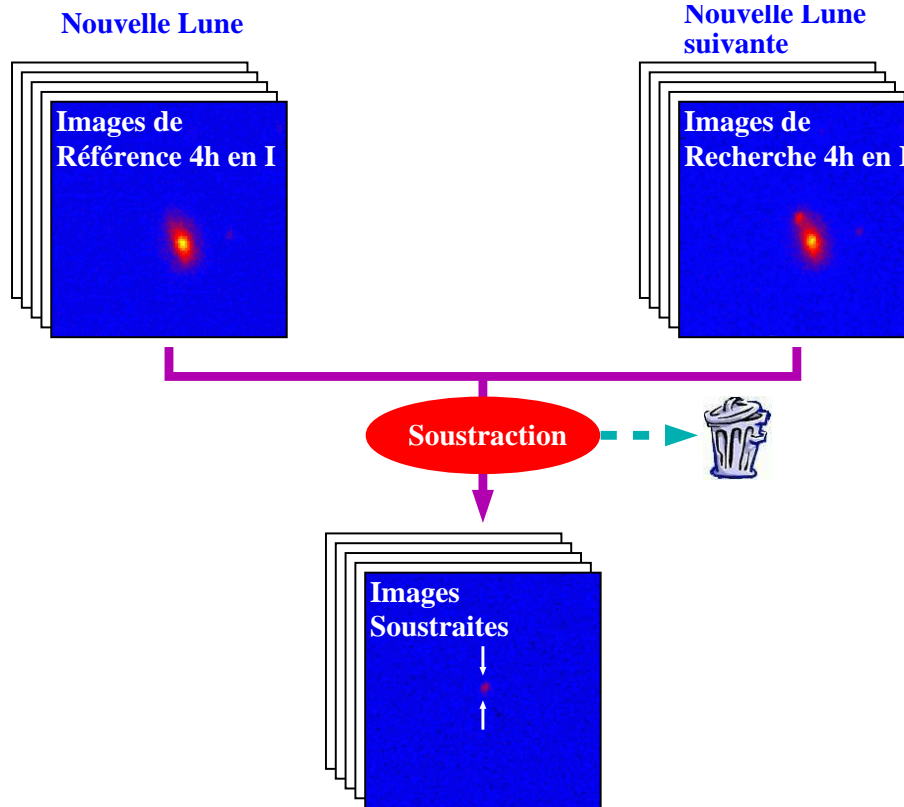 Nouvelle Lune
Nouvelle Lune
suivante
Images de
Référence 4h en I
Images de
Recherche 4h en I
Soustraction
Images
Soustraites